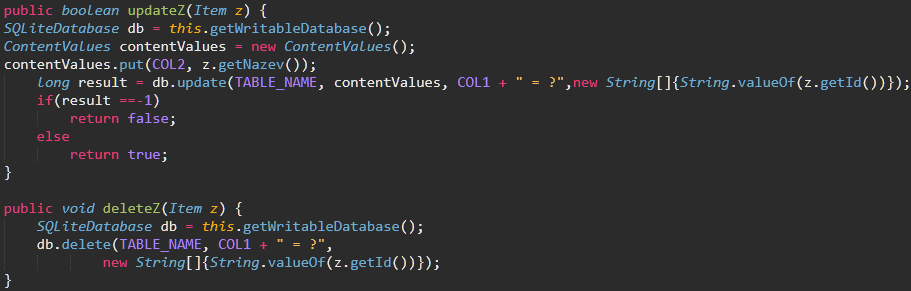 public boolean updateZ(Item z) {
SQLiteDatabase db = this.getWritableDatabase();
ContentValues contentValues = new ContentValues();
contentValues.put(COL2, z.getNazev());
    long result = db.update(TABLE_NAME, contentValues, COL1 + " = ?",new String[]{String.valueOf(z.getId())});
    if(result ==-1)
        return false;
    else
        return true;
}

public void deleteZ(Item z) {
    SQLiteDatabase db = this.getWritableDatabase();
    db.delete(TABLE_NAME, COL1 + " = ?",
            new String[]{String.valueOf(z.getId())});
}